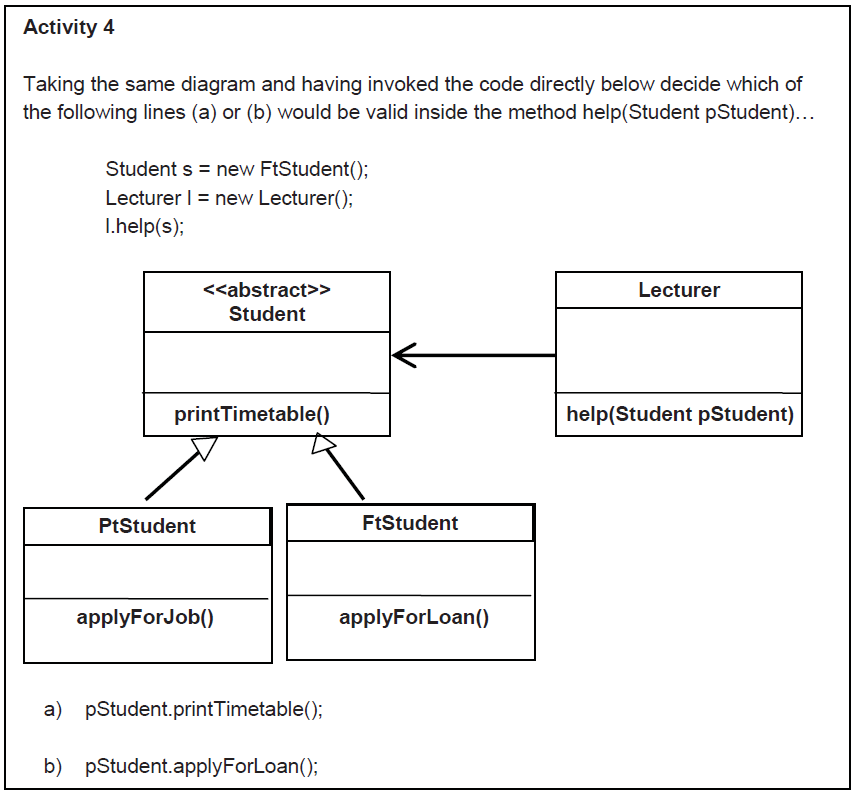 Activity 4
Taking the same diagram and having invoked the code directly below decide which of
the following lines (a) or (b) would be valid inside the method help(Student pStudent)…
Student s = new FtStudent();
Lecturer l = new Lecturer();
l.help(s);
<<abstract>>
Student
printTimetable()
Lecturer
help(Student pStudent)
PtStudent
applyForJob()
FtStudent
applyForLoan()
a) pStudent.printTimetable();
b) pStudent.applyForLoan();